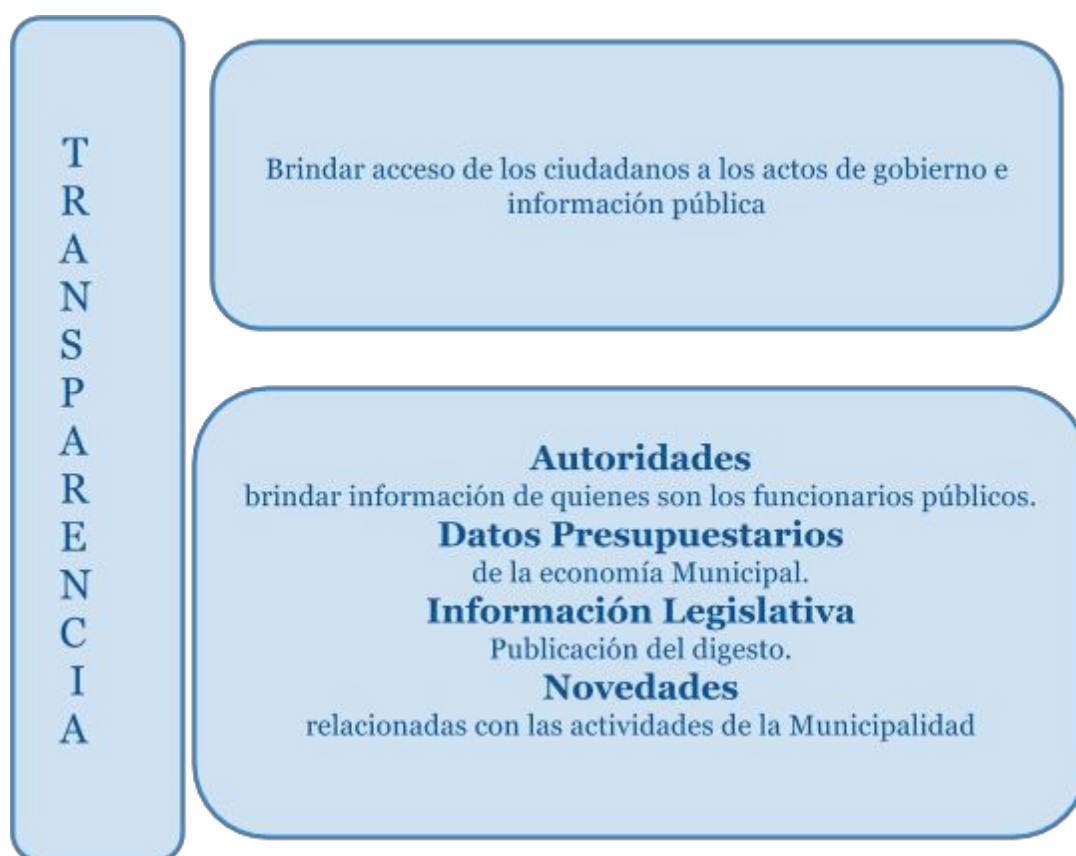 TRANSPARENCIA
Brindar acceso de los ciudadanos a los actos de gobierno e
información pública
Autoridades
brindar información de quienes son los funcionarios públicos.
Datos Presupuestarios
de la economía Municipal.
Información Legislativa
Publicación del digesto.
Novedades
relacionadas con las actividades de la Municipalidad